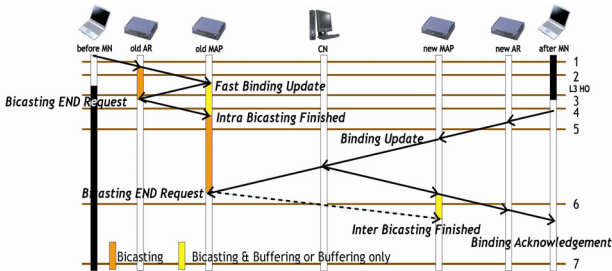 before MN old AR old MAP CN new MAP new AR after MN
1
2
Fast Binding Update
L3 HO
Bicasting END Request
3
4
Intra Bicasting Finished
5
Binding Update
Bicasting END Request
6
Inter Bicasting Finished
Binding Acknowledgement
Bicasting Bicasting & Buffering or Buffering only
7